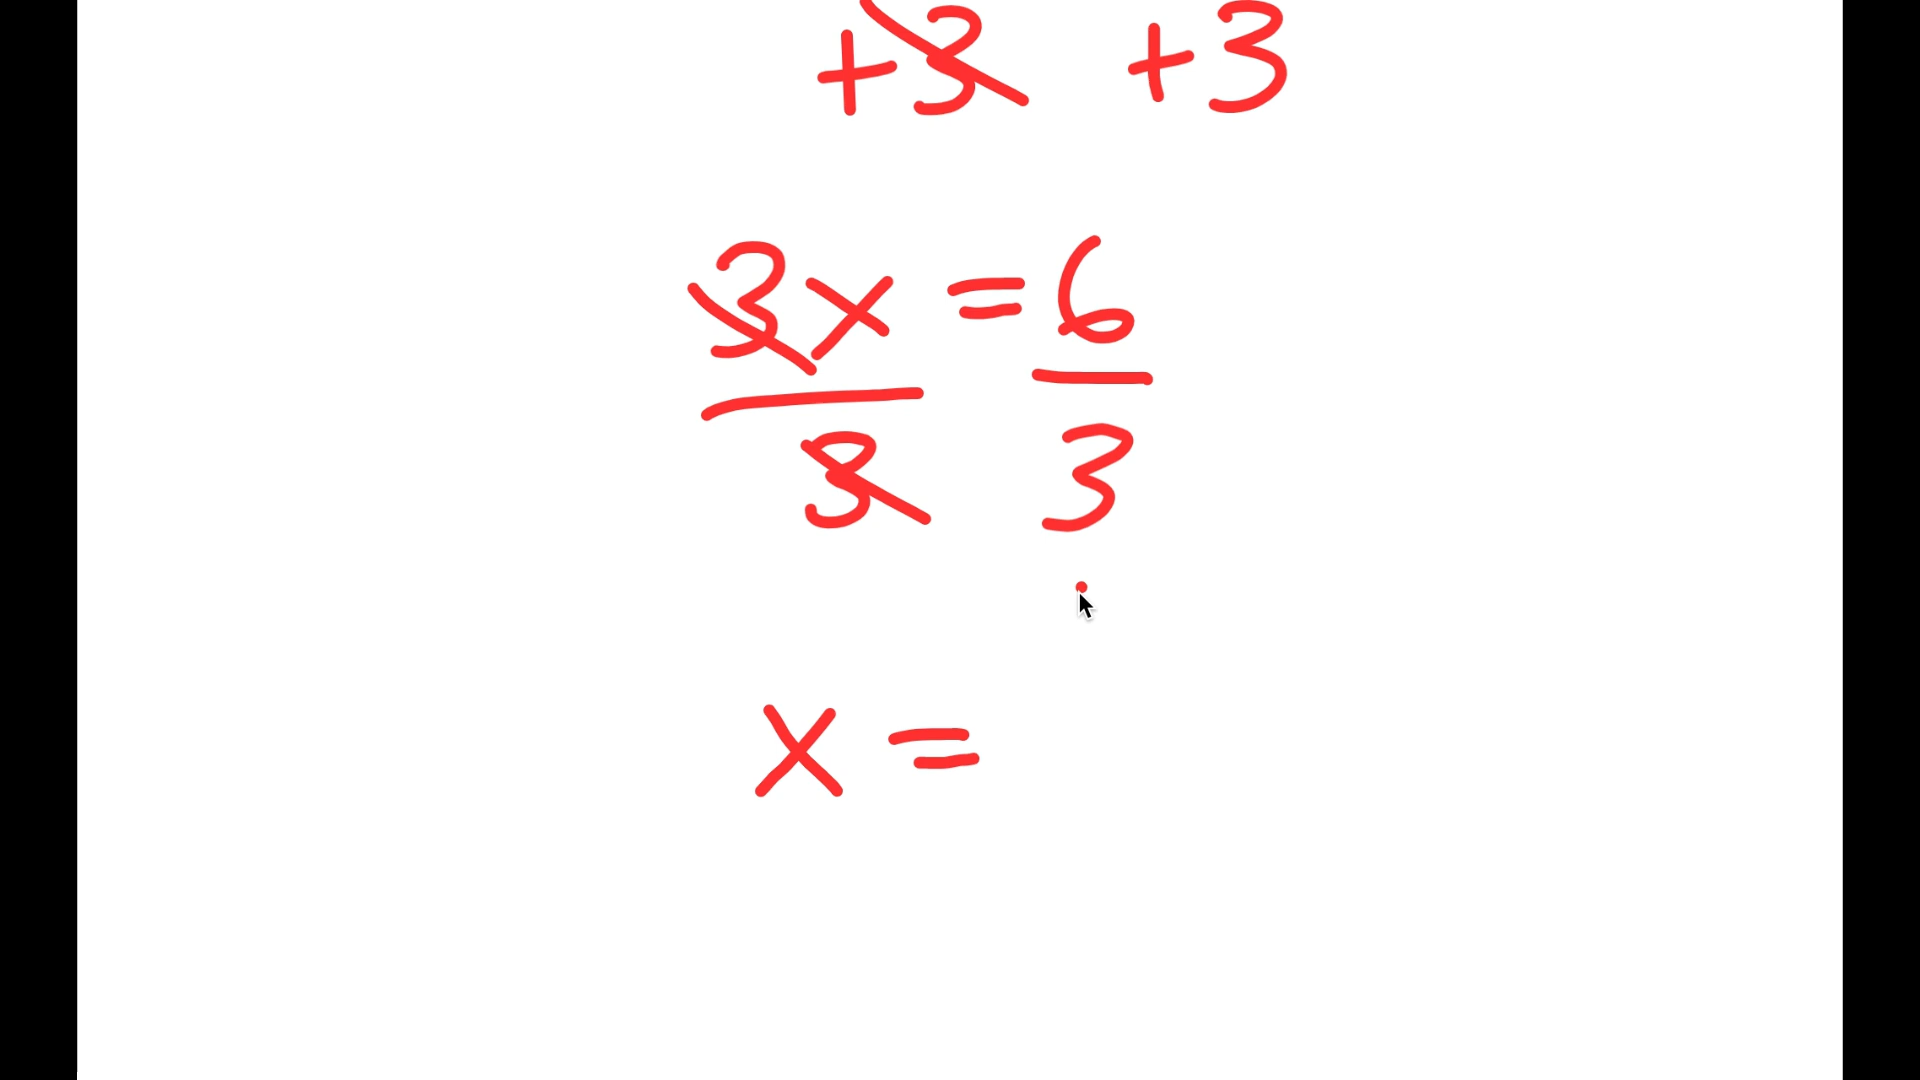 +3 +3
3x = 6
3 3
x =